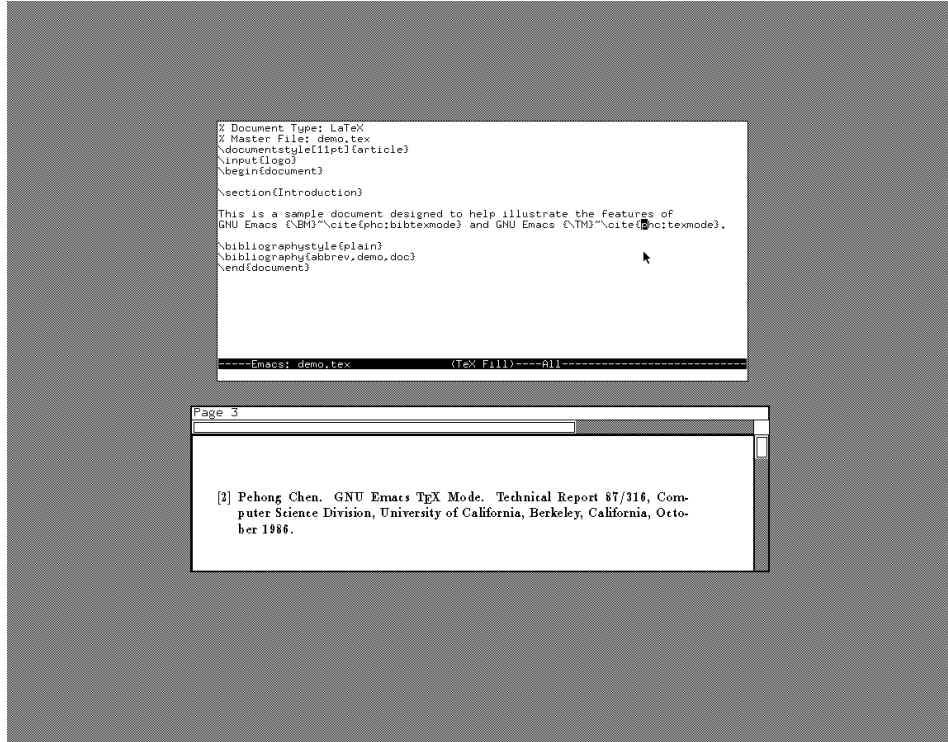 % Document Type: LaTeX
% Master File: demo.tex
\documentstyle[11pt]{article}
\input{logo}
\begin{document}
\section{Introduction}
This is a sample document designed to help illustrate the features of
GNU Emacs {\BM}~\cite{phc:bibtexmode} and GNU Emacs {\TM}~\cite{phc:texmode}.
\bibliographystyle{plain}
\bibliography{abbrev,demo,doc}
\end{document}
-----Emacs: demo.tex (TeX Fill)----All--------------------------
Page 3
[2] Pehong Chen. GNU Emacs TEX Mode. Technical Report 87/316, Com-
puter Science Division, University of California, Berkeley, California, Octo-
ber 1986.